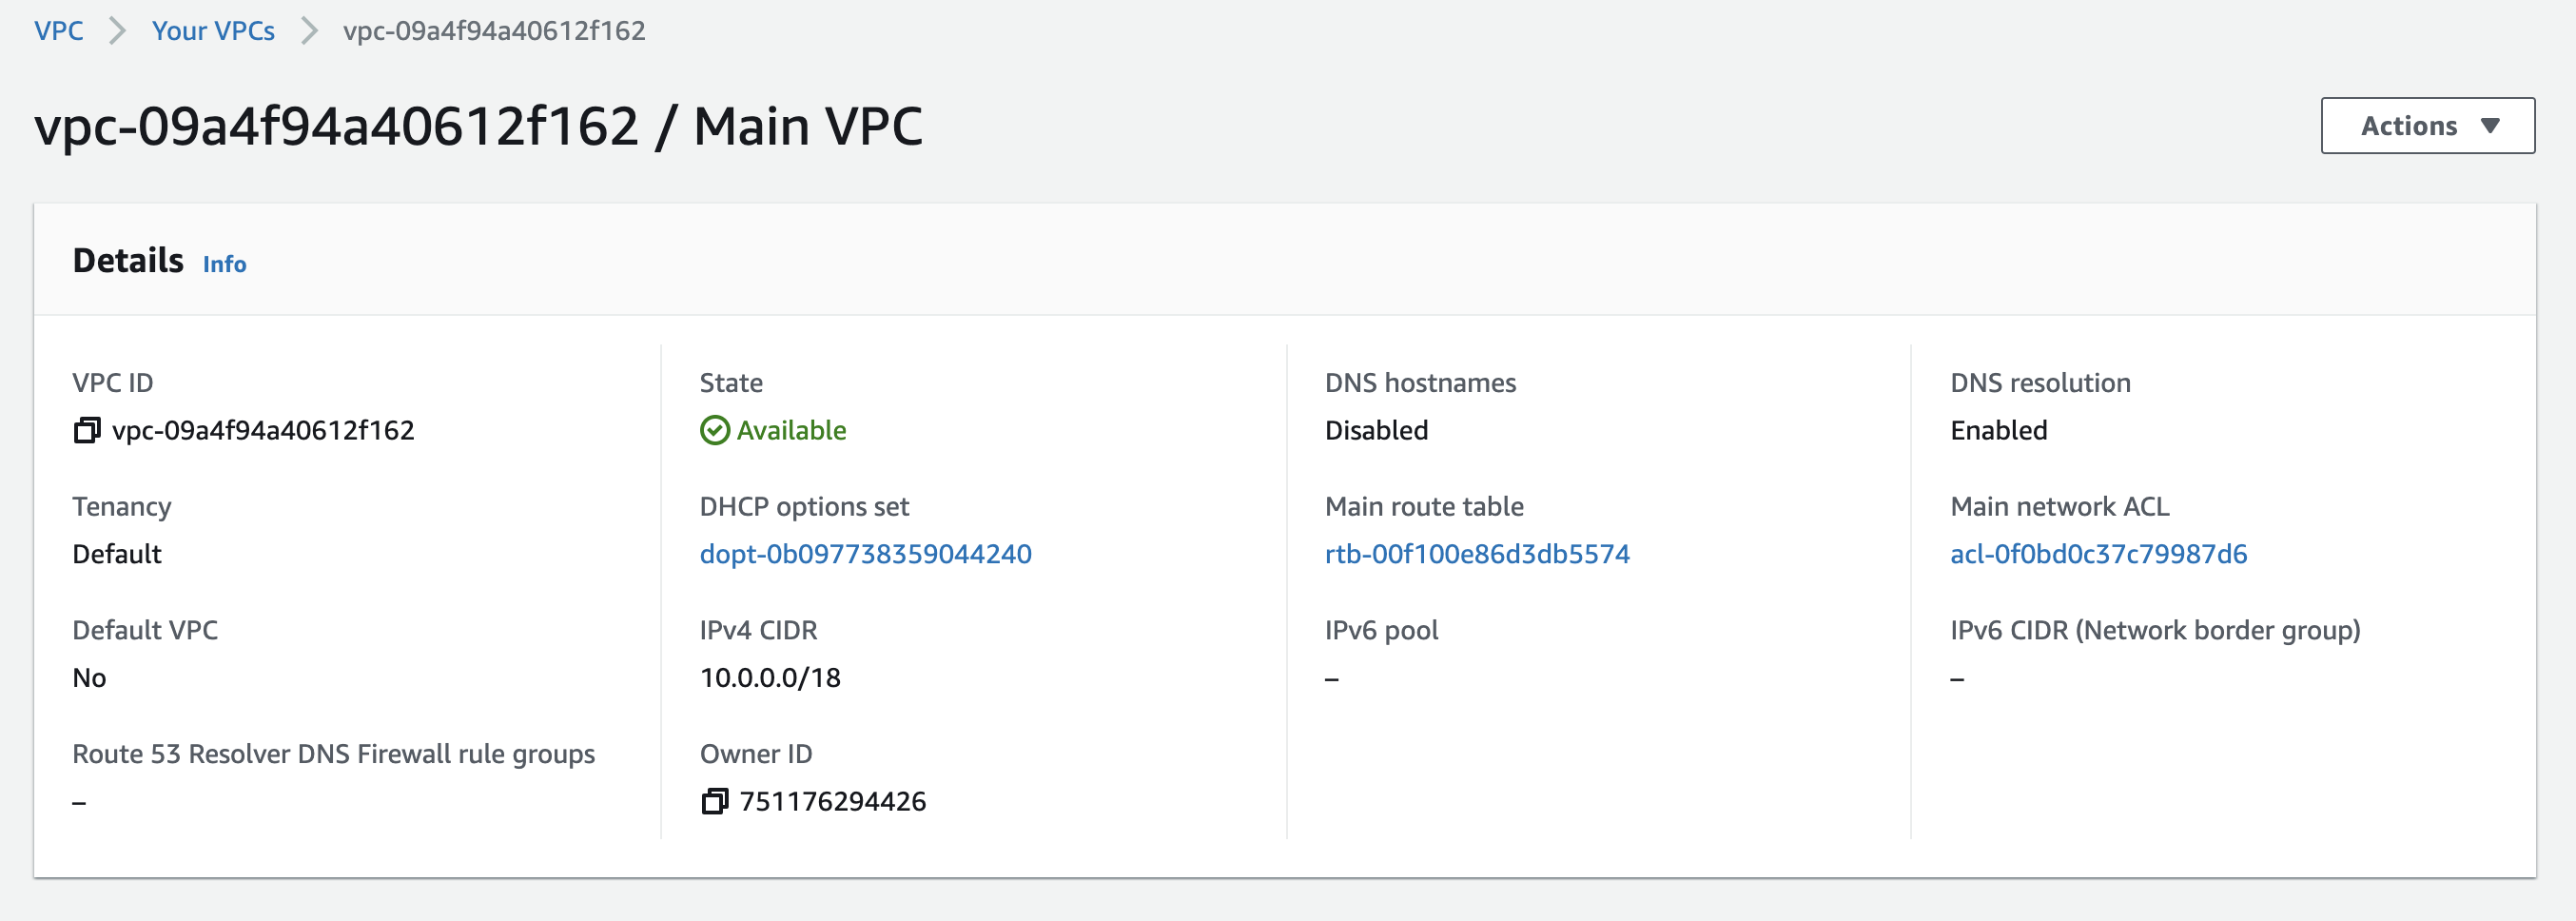 VPC > Your VPCs > vpc-09a4f94a40612f162
vpc-09a4f94a40612f162 / Main VPC
Actions
Details Info
VPC ID
vpc-09a4f94a40612f162
State
Available
DNS hostnames
Disabled
DNS resolution
Enabled
Tenancy
Default
DHCP options set
dopt-0b097738359044240
Main route table
rtb-00f100e86d3db5574
Main network ACL
acl-0f0bd0c37c79987d6
Default VPC
No
IPv4 CIDR
10.0.0.0/18
IPv6 pool
–
IPv6 CIDR (Network border group)
–
Route 53 Resolver DNS Firewall rule groups
–
Owner ID
751176294426